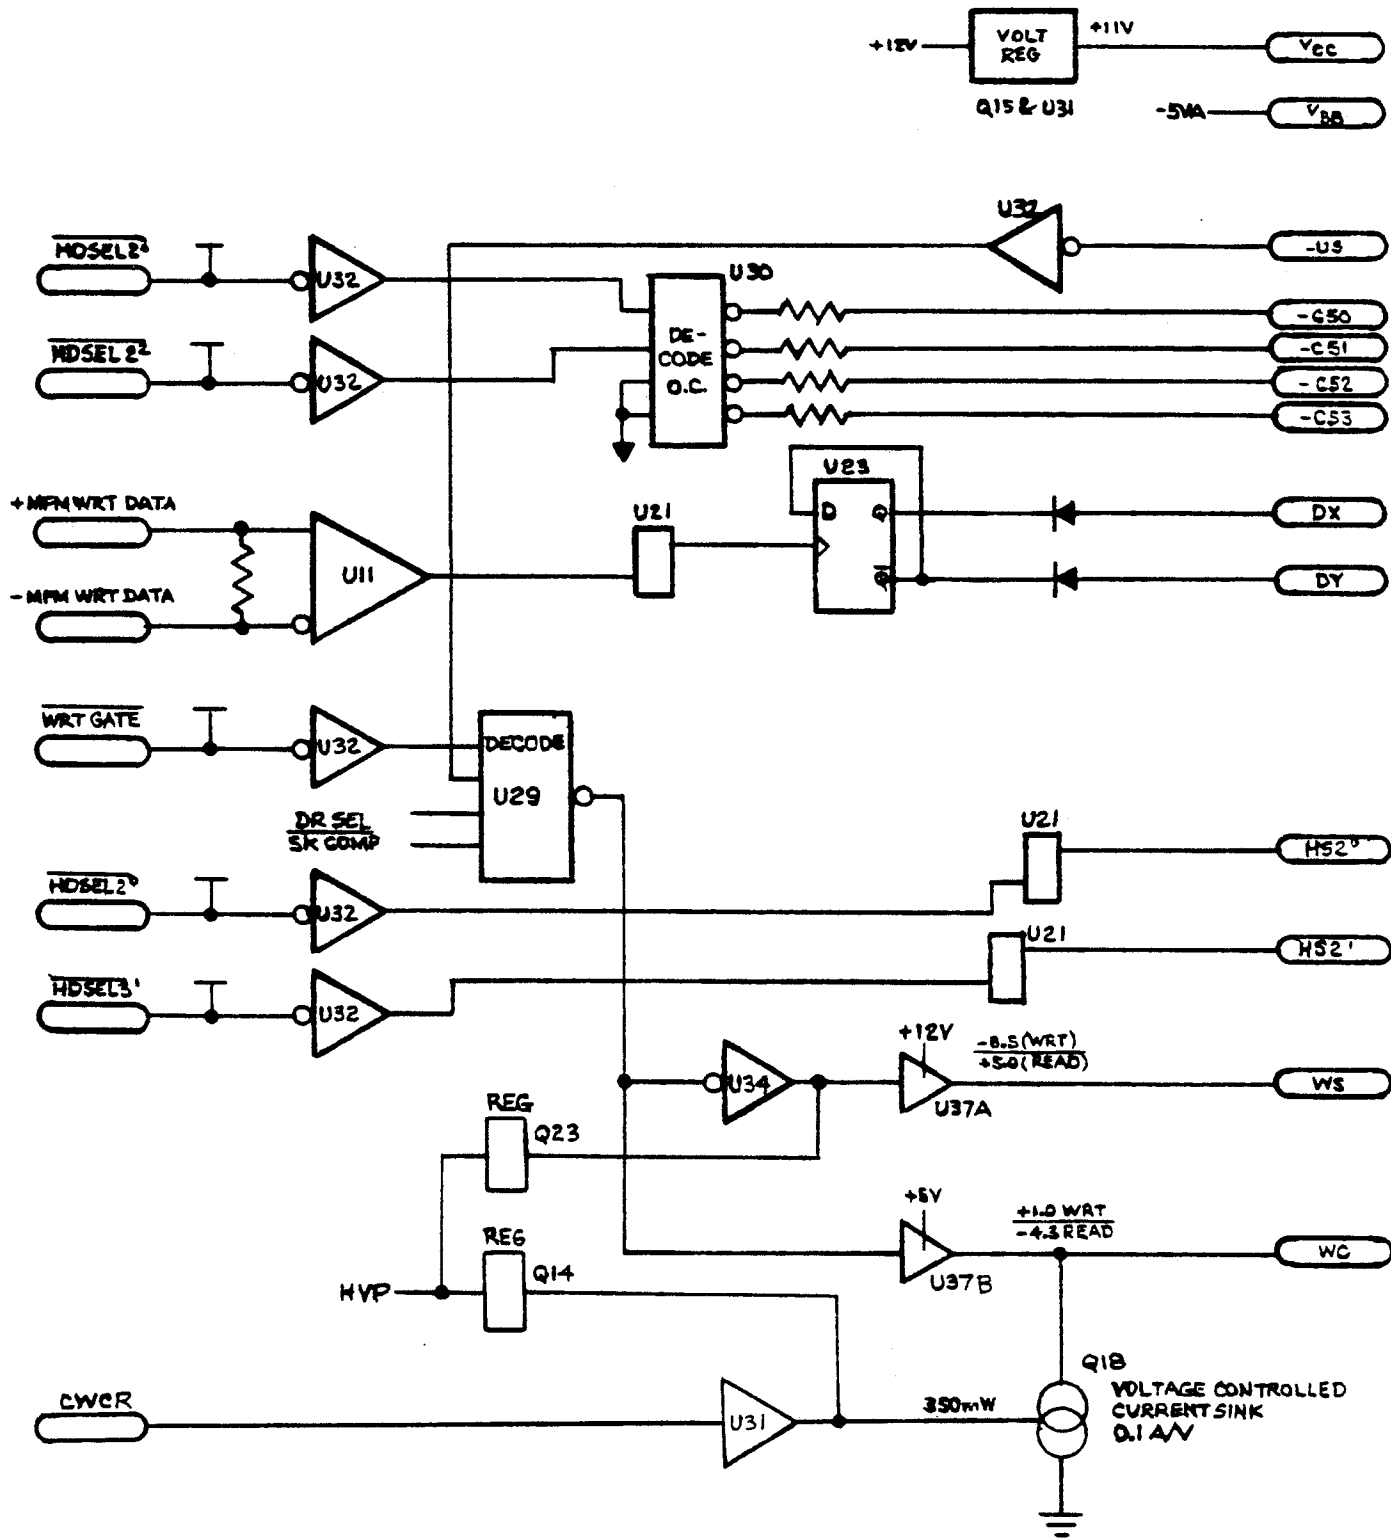 +12V
VOLT
REG
+11V
VCC
Q15 & U31
-5VA
VBB
U32
-US
HDSEL2²
U32
U30
DE-
CODE
O.C.
-CS0
-CS1
-CS2
-CS3
U32
+MFM WRT DATA
-MFM WRT DATA
U11
U21
U23
D
Q
Q
DX
DY
WRT GATE
U32
DECODE
U29
DR SEL
SK COMP
HDSEL2⁰
U32
U21
HS2⁰
HDSEL3¹
U32
U21
HS2¹
U34
+12V
-8.5 (WRT)
+5.0 (READ)
U37A
WS
REG
Q23
+5V
+1.0 WRT
-4.3 READ
U37B
WC
REG
Q14
HVP
CWCR
U31
350mW
Q18
VOLTAGE CONTROLLED
CURRENT SINK
0.1 A/V